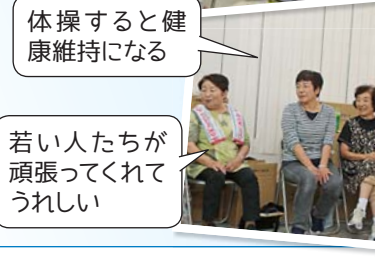 体操すると健
康維持になる
若い人たちが
頑張ってくれて
うれしい